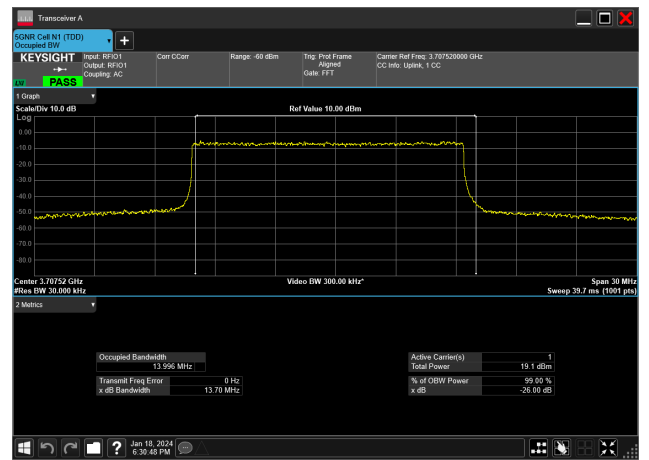 Transceiver A
5GNR Cell N1 (TDD)
Occupied BW
+
KEYSIGHT Input: RFIO1 Corr CCorr Range: -60 dBm Trig: Prot Frame Carrier Ref Freq: 3.707520000 GHz
Output: RFIO1 Aligned CC Info: Uplink, 1 CC
Coupling: AC Gate: FFT
PASS
1 Graph
Scale/Div 10.0 dB Ref Value 10.00 dBm
Log
0.00
-10.0
-20.0
-30.0
-40.0
-50.0
-60.0
-70.0
-80.0
Center 3.70752 GHz Video BW 300.00 kHz* Span 30 MHz
#Res BW 30.000 kHz Sweep 39.7 ms (1001 pts)
2 Metrics
Occupied Bandwidth Active Carrier(s) 1
13.996 MHz Total Power 19.1 dBm
Transmit Freq Error 0 Hz % of OBW Power 99.00 %
x dB Bandwidth 13.70 MHz x dB -26.00 dB
? Jan 18, 2024
6:30:48 PM